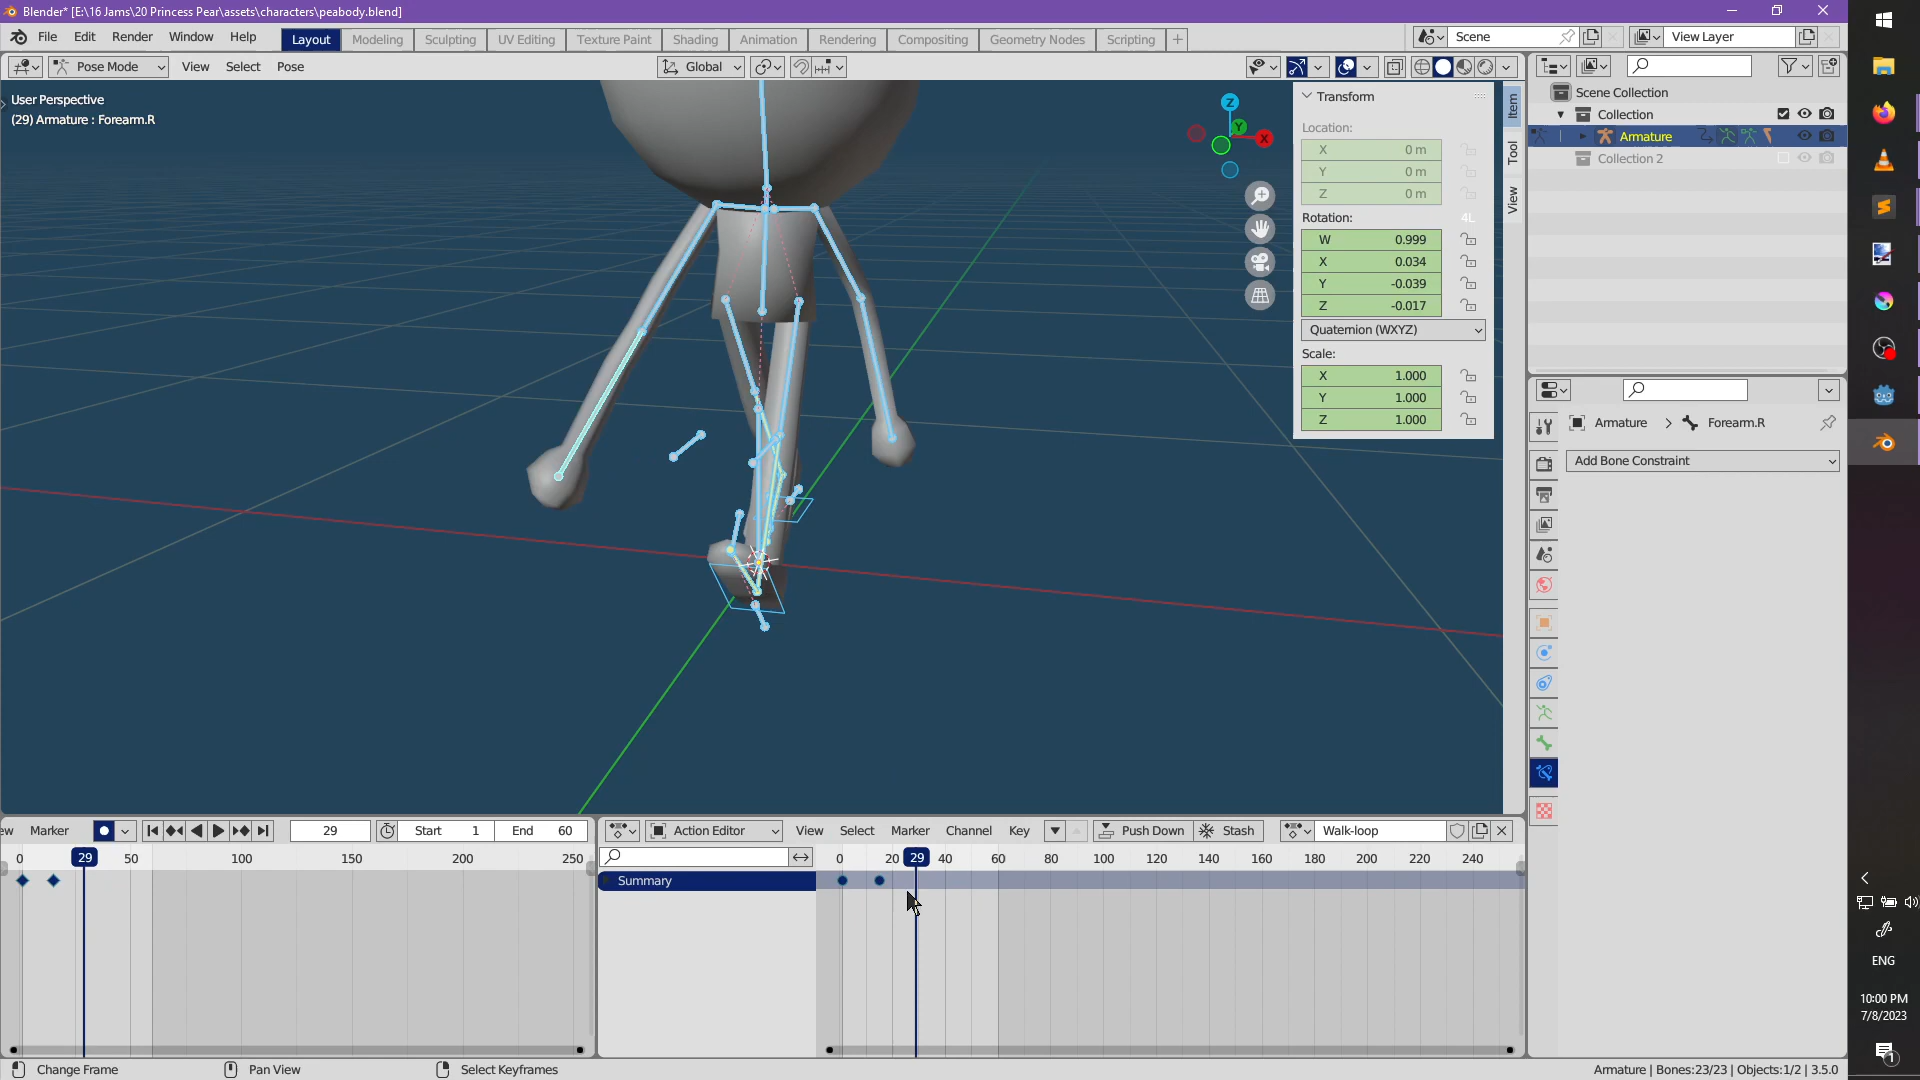 Blender* [E:\16 Jams\20 Princess Pear\assets\characters\peabody.blend]
File Edit Render Window Help Layout Modeling Sculpting UV Editing Texture Paint Shading Animation Rendering Compositing Geometry Nodes Scripting + Scene View Layer
Pose Mode View Select Pose Global
User Perspective
(29) Armature : Forearm.R
Z
Y
X
Transform
Location:
X 0 m
Y 0 m
Z 0 m
Rotation: 4L
W 0.999
X 0.034
Y -0.039
Z -0.017
Quaternion (WXYZ)
Scale:
X 1.000
Y 1.000
Z 1.000
Item
Tool
View
Scene Collection
Collection
Armature
Collection 2
Armature > Forearm.R
Add Bone Constraint
ew Marker 29 Start 1 End 60
0 29 50 100 150 200 250
Action Editor View Select Marker Channel Key Push Down Stash Walk-loop
0 20 29 40 60 80 100 120 140 160 180 200 220 240
Summary
Change Frame Pan View Select Keyframes
Armature | Bones:23/23 | Objects:1/2 | 3.5.0
ENG
10:00 PM
7/8/2023
1